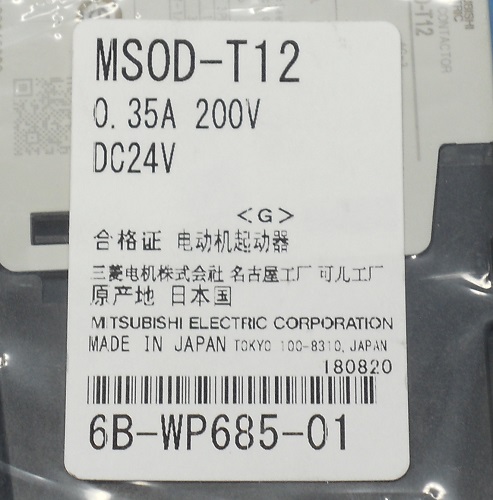 MSOD-T12
0.35A 200V
DC24V
<G>
合格证 电动机起动器
三菱电机株式会社 名古屋工厂 可儿工厂
原产地 日本国
MITSUBISHI ELECTRIC CORPORATION
MADE IN JAPAN TOKYO 100-8310, JAPAN
180820
6B-WP685-01
-T12